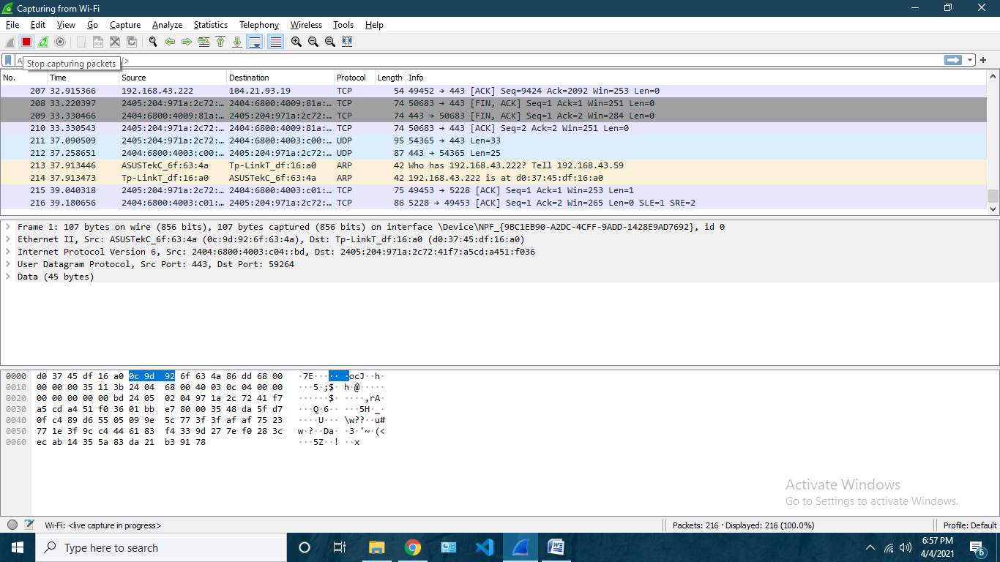 Capturing from Wi-Fi
File Edit View Go Capture Analyze Statistics Telephony Wireless Tools Help
Stop capturing packets
No. Time Source Destination Protocol Length Info
207 32.915366 192.168.43.222 104.21.93.19 TCP 54 49452 → 443 [ACK] Seq=9424 Ack=2092 Win=253 Len=0
208 33.220397 2405:204:971a:2c72:… 2404:6800:4009:81a:… TCP 74 50683 → 443 [FIN, ACK] Seq=1 Ack=1 Win=251 Len=0
209 33.330466 2404:6800:4009:81a:… 2405:204:971a:2c72:… TCP 74 443 → 50683 [FIN, ACK] Seq=1 Ack=2 Win=284 Len=0
210 33.330543 2405:204:971a:2c72:… 2404:6800:4009:81a:… TCP 74 50683 → 443 [ACK] Seq=2 Ack=2 Win=251 Len=0
211 37.090509 2405:204:971a:2c72:… 2404:6800:4003:c00:… UDP 95 54365 → 443 Len=33
212 37.258651 2404:6800:4003:c00:… 2405:204:971a:2c72:… UDP 87 443 → 54365 Len=25
213 37.913446 ASUSTekC_6f:63:4a Tp-LinkT_df:16:a0 ARP 42 Who has 192.168.43.222? Tell 192.168.43.59
214 37.913473 Tp-LinkT_df:16:a0 ASUSTekC_6f:63:4a ARP 42 192.168.43.222 is at d0:37:45:df:16:a0
215 39.040318 2405:204:971a:2c72:… 2404:6800:4003:c01:… TCP 75 49453 → 5228 [ACK] Seq=1 Ack=1 Win=253 Len=1
216 39.180656 2404:6800:4003:c01:… 2405:204:971a:2c72:… TCP 86 5228 → 49453 [ACK] Seq=1 Ack=2 Win=265 Len=0 SLE=1 SRE=2
Frame 1: 107 bytes on wire (856 bits), 107 bytes captured (856 bits) on interface \Device\NPF_{9BC1EB90-A2DC-4CFF-9ADD-1428E9AD7692}, id 0
Ethernet II, Src: ASUSTekC_6f:63:4a (0c:9d:92:6f:63:4a), Dst: Tp-LinkT_df:16:a0 (d0:37:45:df:16:a0)
Internet Protocol Version 6, Src: 2404:6800:4003:c04::bd, Dst: 2405:204:971a:2c72:41f7:a5cd:a451:f036
User Datagram Protocol, Src Port: 443, Dst Port: 59264
Data (45 bytes)
0000 d0 37 45 df 16 a0 0c 9d 92 6f 63 4a 86 dd 68 00 ·7E··· ·· ·ocJ··h·
0010 00 00 00 35 11 3b 24 04 68 00 40 03 0c 04 00 00 ···5·;$· h·@·····
0020 00 00 00 00 00 bd 24 05 02 04 97 1a 2c 72 41 f7 ······$· ····,rA·
0030 a5 cd a4 51 f0 36 01 bb e7 80 00 35 48 da 5f d7 ···Q·6·· ···5H·_·
0040 0f c4 89 d6 55 05 09 9e 5c 77 3f 3f af af 75 23 ····U··· \w??··u#
0050 77 1e 3f 9c c4 44 61 83 f4 33 9d 27 7e f0 28 3c w·?··Da· ·3·'~·(<
0060 ec ab 14 35 5a 83 da 21 b3 91 78 ···5Z··! ··x
Activate Windows
Go to Settings to activate Windows.
Wi-Fi: <live capture in progress> Packets: 216 · Displayed: 216 (100.0%) Profile: Default
Type here to search
6:57 PM
4/4/2021
6